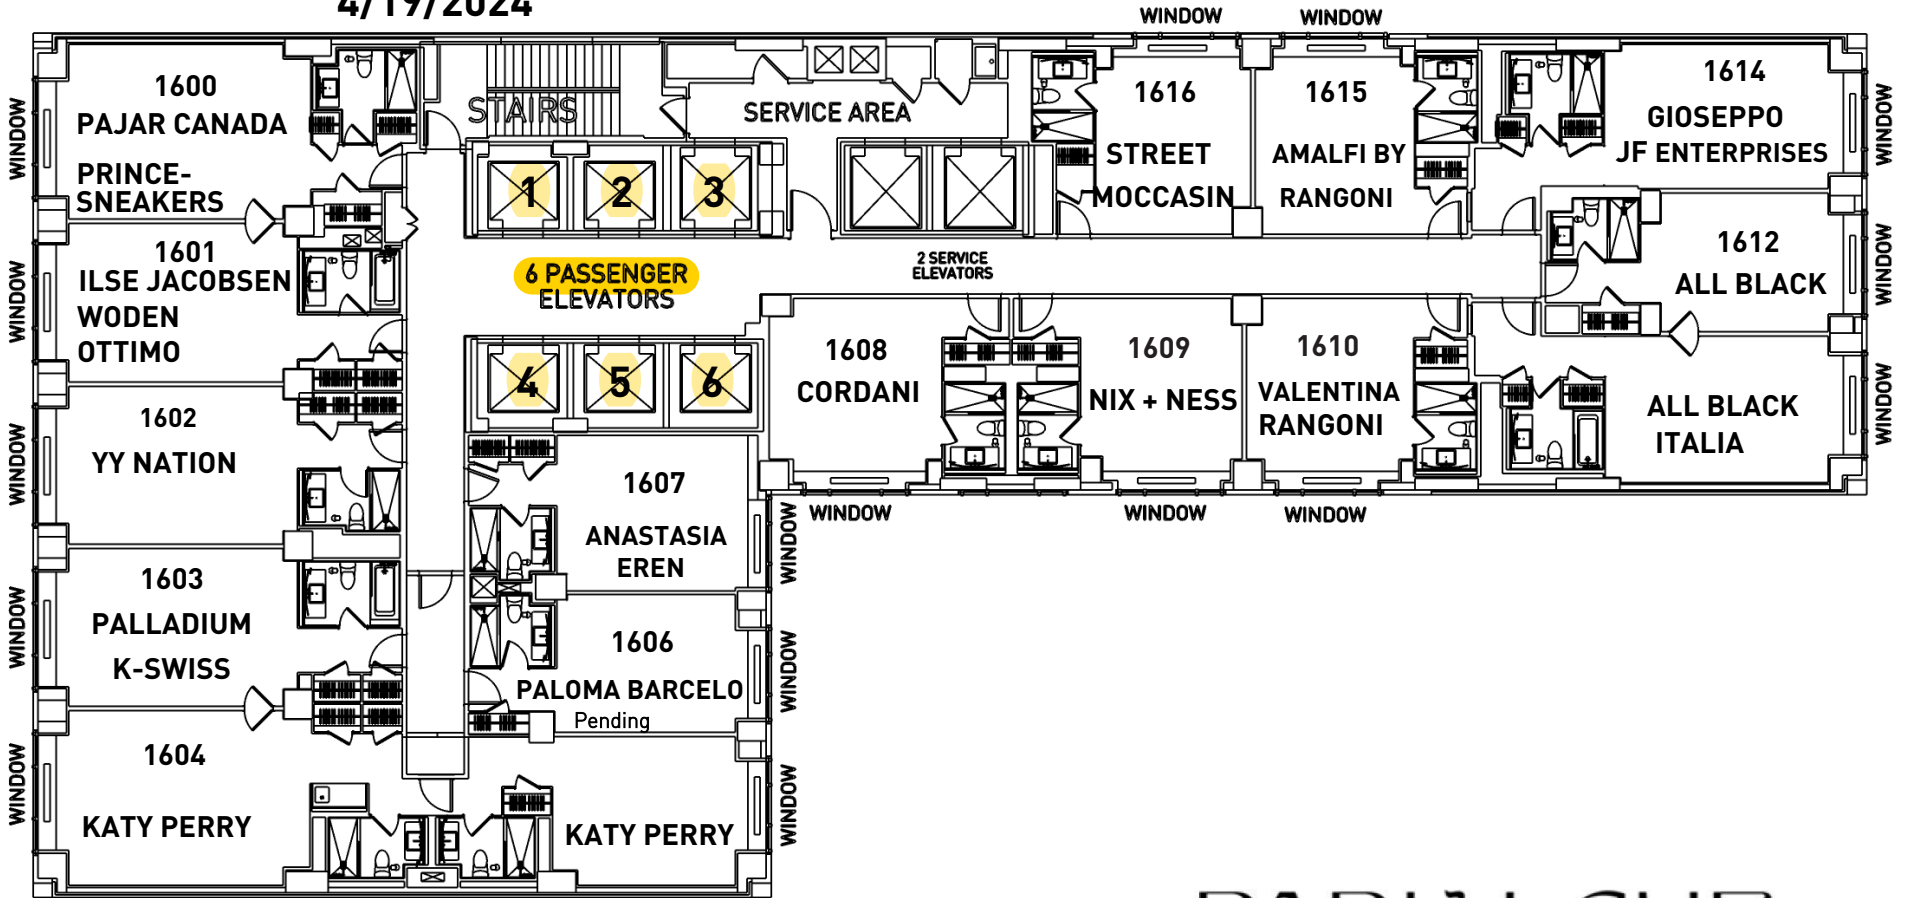 4/19/2024
WINDOW
WINDOW
1600
PAJAR CANADA
PRINCE-
SNEAKERS
WINDOW
STAIRS
SERVICE AREA
1616
STREET
MOCCASIN
1615
AMALFI BY
RANGONI
1614
GIOSEPPO
JF ENTERPRISES
WINDOW
1
2
3
1601
ILSE JACOBSEN
WODEN
OTTIMO
WINDOW
6 PASSENGER
ELEVATORS
2 SERVICE
ELEVATORS
1612
ALL BLACK
WINDOW
4
5
6
1608
CORDANI
1609
NIX + NESS
1610
VALENTINA
RANGONI
ALL BLACK
ITALIA
WINDOW
1602
YY NATION
WINDOW
1607
ANASTASIA
EREN
WINDOW
WINDOW
WINDOW
WINDOW
1603
PALLADIUM
K-SWISS
WINDOW
1606
PALOMA BARCELO
Pending
WINDOW
1604
KATY PERRY
WINDOW
KATY PERRY
WINDOW